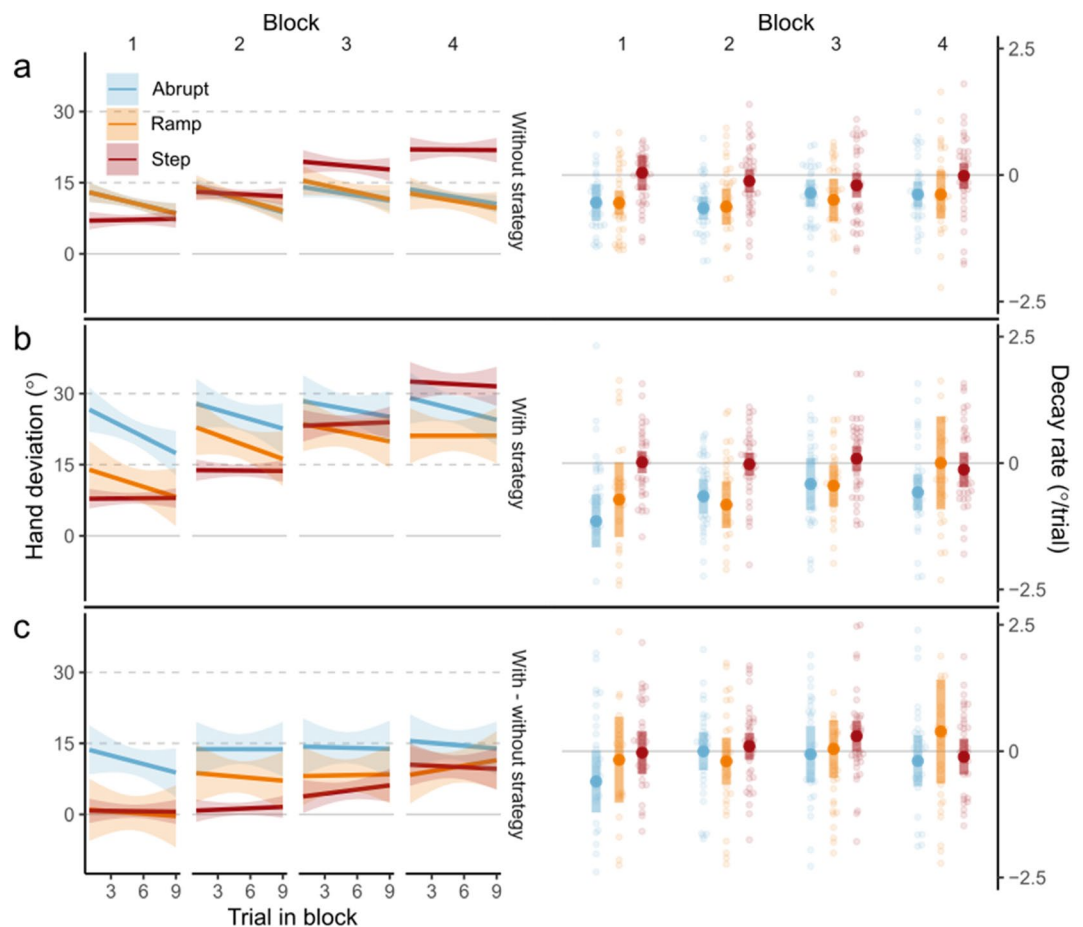 Block
Block
1 2 3 4
1 2 3 4
a
Abrupt
Ramp
Step
30
15
0
Without strategy
2.5
0
−2.5
b
30
15
0
With strategy
2.5
0
−2.5
Hand deviation (°)
Decay rate (°/trial)
c
30
15
0
With - without strategy
2.5
0
−2.5
3 6 9 3 6 9 3 6 9 3 6 9
Trial in block